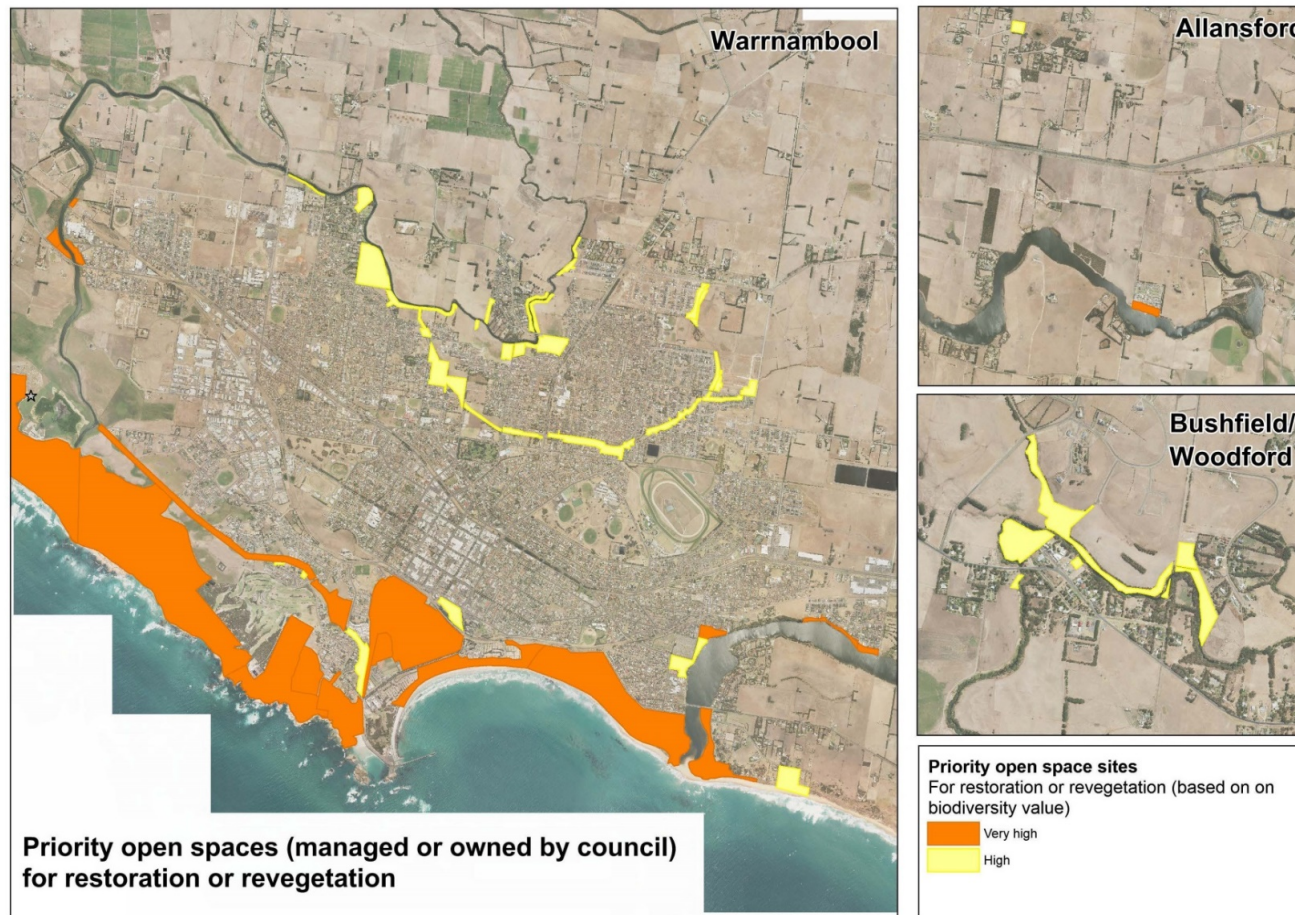 Warrnambool
Allansford
Bushfield/
Woodford
Priority open spaces (managed or owned by council)
for restoration or revegetation
Priority open space sites
For restoration or revegetation (based on on
biodiversity value)
Very high
High